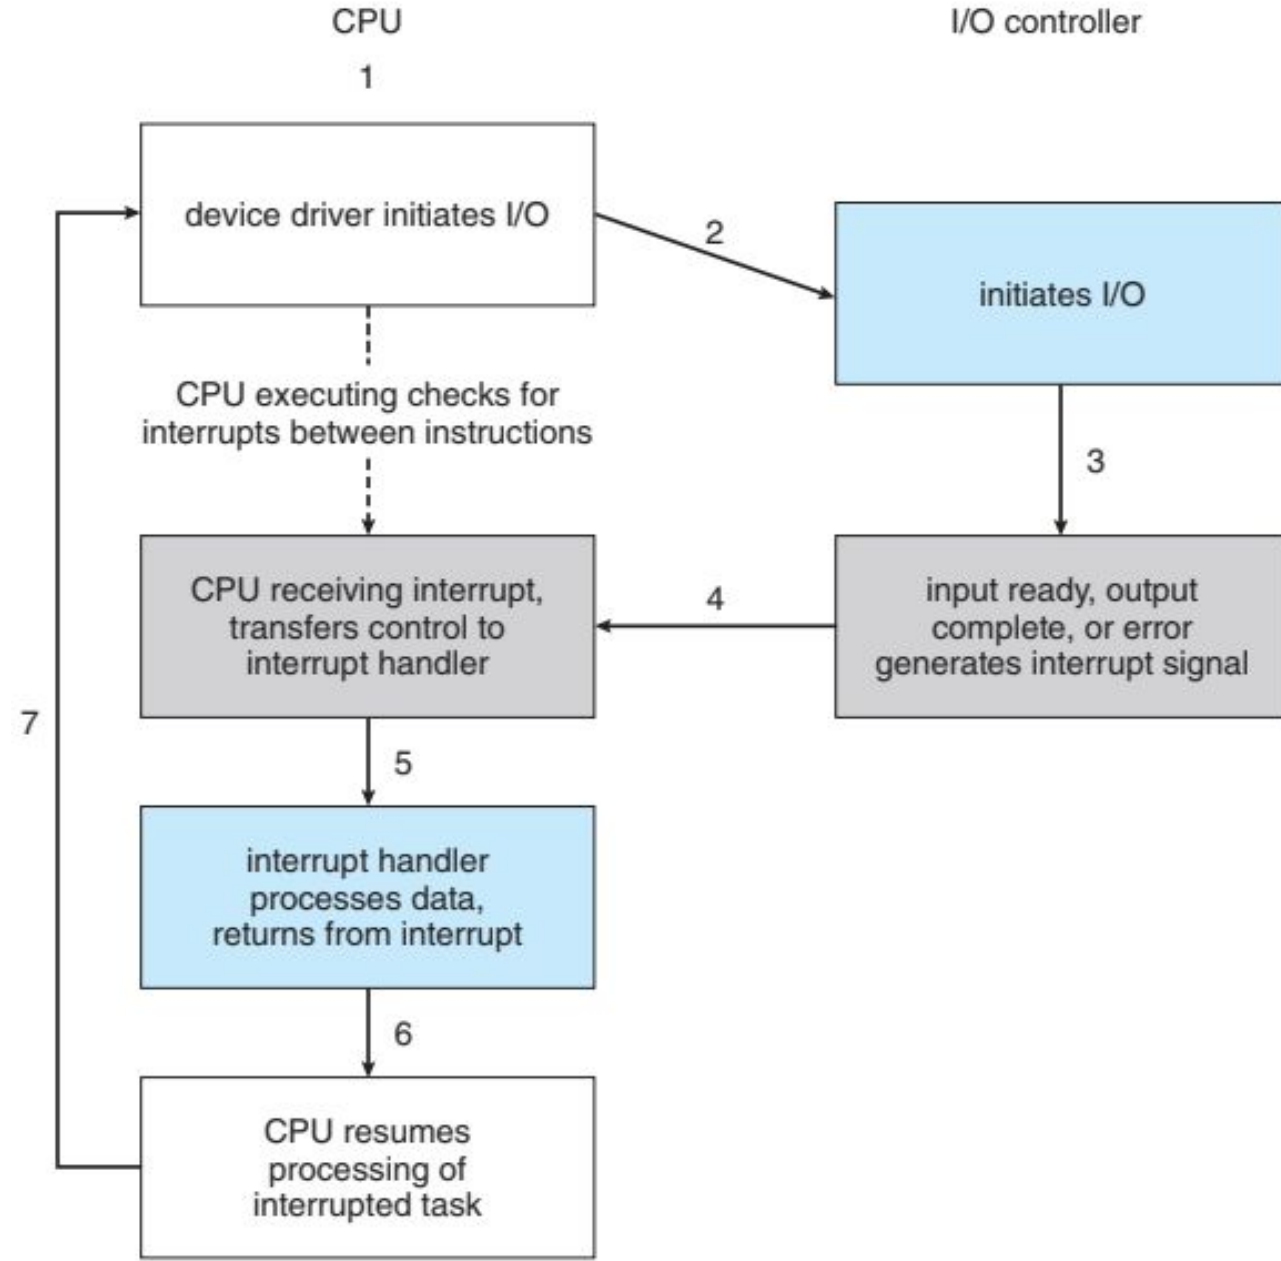 CPU
I/O controller
1
device driver initiates I/O
2
initiates I/O
CPU executing checks for
interrupts between instructions
3
CPU receiving interrupt,
transfers control to
interrupt handler
4
input ready, output
complete, or error
generates interrupt signal
7
5
interrupt handler
processes data,
returns from interrupt
6
CPU resumes
processing of
interrupted task